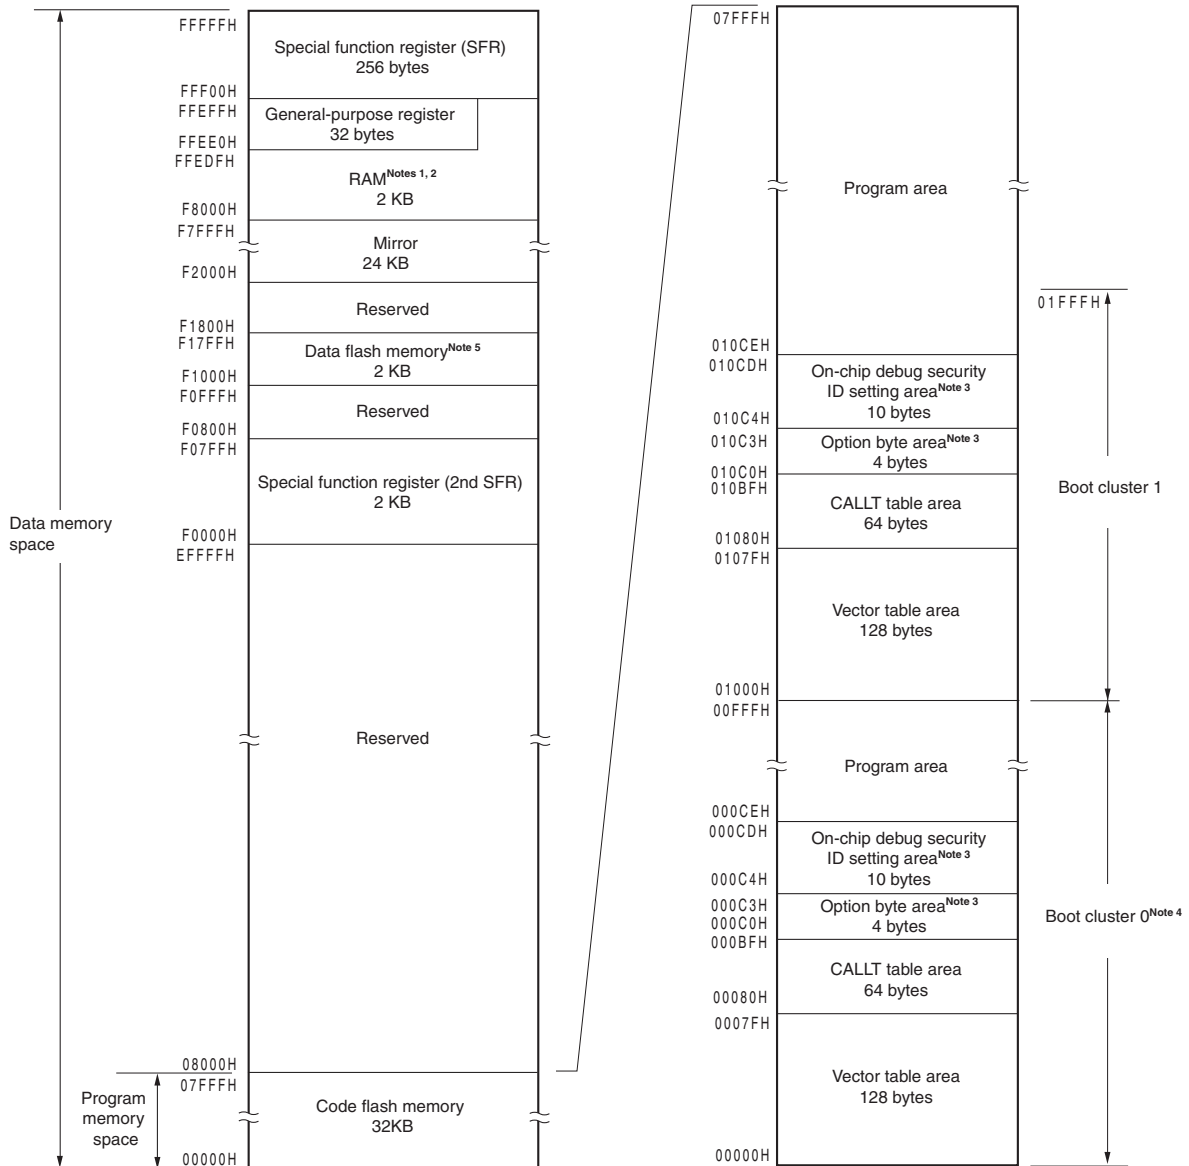 FFFFFH
Special function register (SFR)
256 bytes
FFF00H
FFEFFH
General-purpose register
32 bytes
FFEE0H
FFEDFH
RAMNotes 1, 2
2 KB
F8000H
F7FFFH
Mirror
24 KB
F2000H
Reserved
F1800H
F17FFH
Data flash memoryNote 5
2 KB
F1000H
F0FFFH
Reserved
F0800H
F07FFH
Special function register (2nd SFR)
2 KB
F0000H
EFFFFH
Data memory
space
Reserved
08000H
07FFFH
Program
memory
space
Code flash memory
32KB
00000H
07FFFH
Program area
01FFFH
010CEH
010CDH
On-chip debug security
ID setting areaNote 3
10 bytes
010C4H
010C3H
Option byte areaNote 3
4 bytes
010C0H
010BFH
CALLT table area
64 bytes
01080H
0107FH
Boot cluster 1
Vector table area
128 bytes
01000H
00FFFH
Program area
000CEH
000CDH
On-chip debug security
ID setting areaNote 3
10 bytes
000C4H
000C3H
Option byte areaNote 3
4 bytes
000C0H
000BFH
Boot cluster 0Note 4
CALLT table area
64 bytes
00080H
0007FH
Vector table area
128 bytes
00000H